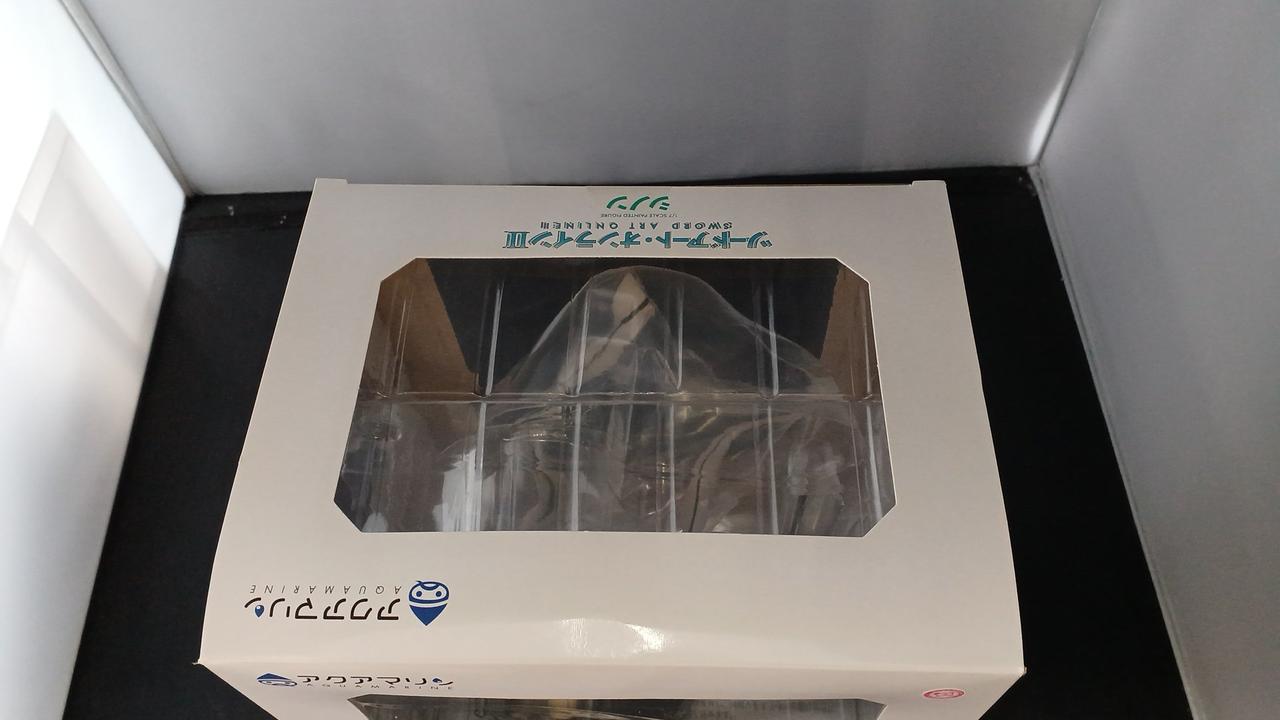 ソードアート・オンラインII
SWORD ART ONLINE II
1/7 SCALE PAINTED FIGURE
シノン
アクアマリン
AQUAMARINE
アクアマリン
AQUAMARINE